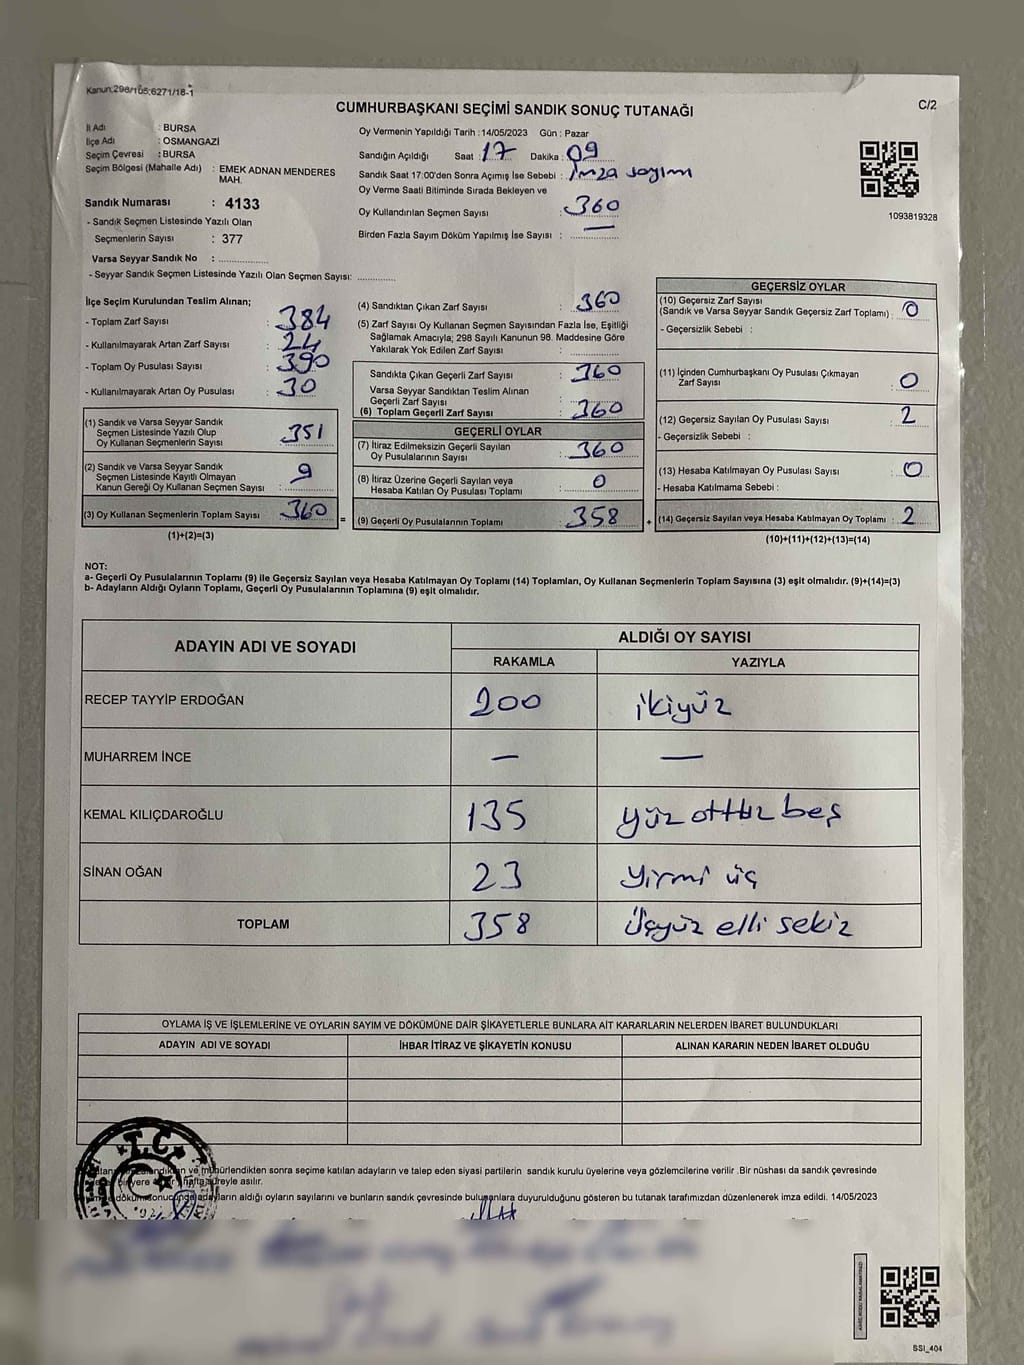 Kanun;298/105;6271/18-1
CUMHURBAŞKANI SEÇİMİ SANDIK SONUÇ TUTANAĞI
C/2
İl Adı : BURSA
İlçe Adı : OSMANGAZİ
Seçim Çevresi : BURSA
Seçim Bölgesi (Mahalle Adı) : EMEK ADNAN MENDERES
MAH.
Sandık Numarası : 4133
- Sandık Seçmen Listesinde Yazılı Olan
Seçmenlerin Sayısı : 377
Varsa Seyyar Sandık No : ..................
- Seyyar Sandık Seçmen Listesinde Yazılı Olan Seçmen Sayısı: .............
Oy Vermenin Yapıldığı Tarih : 14/05/2023 Gün : Pazar
Sandığın Açıldığı Saat : 17 Dakika : 09
Sandık Saat 17:00'den Sonra Açımış İse Sebebi : imza sayım
Oy Verme Saati Bitiminde Sırada Bekleyen ve
Oy Kullandırılan Seçmen Sayısı : 360
Birden Fazla Sayım Döküm Yapılmış İse Sayısı : —
1093819328
İlçe Seçim Kurulundan Teslim Alınan;
- Toplam Zarf Sayısı : 384
- Kullanılmayarak Artan Zarf Sayısı : 24
- Toplam Oy Pusulası Sayısı : 390
- Kullanılmayarak Artan Oy Pusulası : 30
(1) Sandık ve Varsa Seyyar Sandık
Seçmen Listesinde Yazılı Olup
Oy Kullanan Seçmenlerin Sayısı : 351
(2) Sandık ve Varsa Seyyar Sandık
Seçmen Listesinde Kayıtlı Olmayan
Kanun Gereği Oy Kullanan Seçmen Sayısı : 9
(3) Oy Kullanan Seçmenlerin Toplam Sayısı : 360
(1)+(2)=(3)
(4) Sandıktan Çıkan Zarf Sayısı : 360
(5) Zarf Sayısı Oy Kullanan Seçmen Sayısından Fazla İse, Eşitliği
Sağlamak Amacıyla; 298 Sayılı Kanunun 98. Maddesine Göre
Yakılarak Yok Edilen Zarf Sayısı : .............
Sandıkta Çıkan Geçerli Zarf Sayısı : 360
Varsa Seyyar Sandıktan Teslim Alınan
Geçerli Zarf Sayısı :
(6) Toplam Geçerli Zarf Sayısı : 360
GEÇERLİ OYLAR
(7) İtiraz Edilmeksizin Geçerli Sayılan
Oy Pusulalarının Sayısı : 360
(8) İtiraz Üzerine Geçerli Sayılan veya
Hesaba Katılan Oy Pusulası Toplamı : 0
= (9) Geçerli Oy Pusulalarının Toplamı : 358 +
GEÇERSİZ OYLAR
(10) Geçersiz Zarf Sayısı
(Sandık ve Varsa Seyyar Sandık Geçersiz Zarf Toplamı) : 0
- Geçersizlik Sebebi :
(11) İçinden Cumhurbaşkanı Oy Pusulası Çıkmayan
Zarf Sayısı : 0
(12) Geçersiz Sayılan Oy Pusulası Sayısı : 2
- Geçersizlik Sebebi :
(13) Hesaba Katılmayan Oy Pusulası Sayısı : 0
- Hesaba Katılmama Sebebi :
(14) Geçersiz Sayılan veya Hesaba Katılmayan Oy Toplamı : 2
(10)+(11)+(12)+(13)=(14)
NOT:
a- Geçerli Oy Pusulalarının Toplamı (9) ile Geçersiz Sayılan veya Hesaba Katılmayan Oy Toplamı (14) Toplamları, Oy Kullanan Seçmenlerin Toplam Sayısına (3) eşit olmalıdır. (9)+(14)=(3)
b- Adayların Aldığı Oyların Toplamı, Geçerli Oy Pusulalarının Toplamına (9) eşit olmalıdır.
ADAYIN ADI VE SOYADI
ALDIĞI OY SAYISI
RAKAMLA YAZIYLA
RECEP TAYYİP ERDOĞAN 200 ikiyüz
MUHARREM İNCE — —
KEMAL KILIÇDAROĞLU 135 yüz ottuz beş
SİNAN OĞAN 23 yirmi üç
TOPLAM 358 Üçyüz elli sekiz
OYLAMA İŞ VE İŞLEMLERİNE VE OYLARIN SAYIM VE DÖKÜMÜNE DAİR ŞİKAYETLERLE BUNLARA AİT KARARLARIN NELERDEN İBARET BULUNDUKLARI
ADAYIN ADI VE SOYADI İHBAR İTİRAZ VE ŞİKAYETİN KONUSU ALINAN KARARIN NEDEN İBARET OLDUĞU
T.C.
ve mühürlendikten sonra seçime katılan adayların ve talep eden siyasi partilerin sandık kurulu üyelerine veya gözlemcilerine verilir .Bir nüshası da sandık çevresinde
hafta süreyle asılır.
adayların aldığı oyların sayılarını ve bunların sandık çevresinde bulunanlara duyurulduğunu gösteren bu tutanak tarafımızdan düzenlenerek imza edildi. 14/05/2023
SSI_404